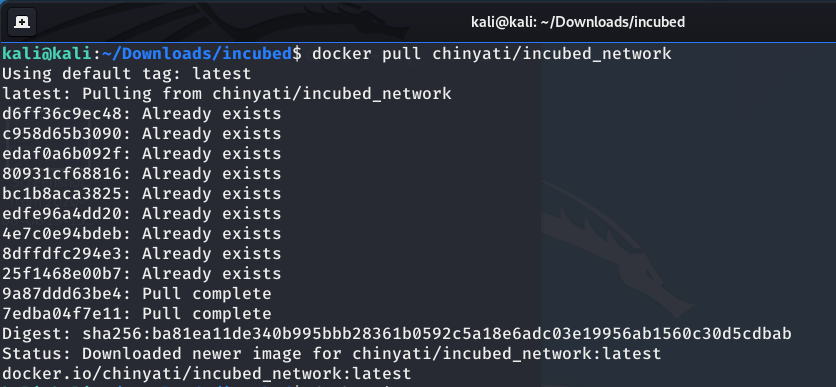 kali@kali: ~/Downloads/incubed
kali@kali:~/Downloads/incubed$ docker pull chinyati/incubed_network
Using default tag: latest
latest: Pulling from chinyati/incubed_network
d6ff36c9ec48: Already exists
c958d65b3090: Already exists
edaf0a6b092f: Already exists
80931cf68816: Already exists
bc1b8aca3825: Already exists
edfe96a4dd20: Already exists
4e7c0e94bdeb: Already exists
8dffdfc294e3: Already exists
25f1468e00b7: Already exists
9a87ddd63be4: Pull complete
7edba04f7e11: Pull complete
Digest: sha256:ba81ea11de340b995bbb28361b0592c5a18e6adc03e19956ab1560c30d5cdbab
Status: Downloaded newer image for chinyati/incubed_network:latest
docker.io/chinyati/incubed_network:latest